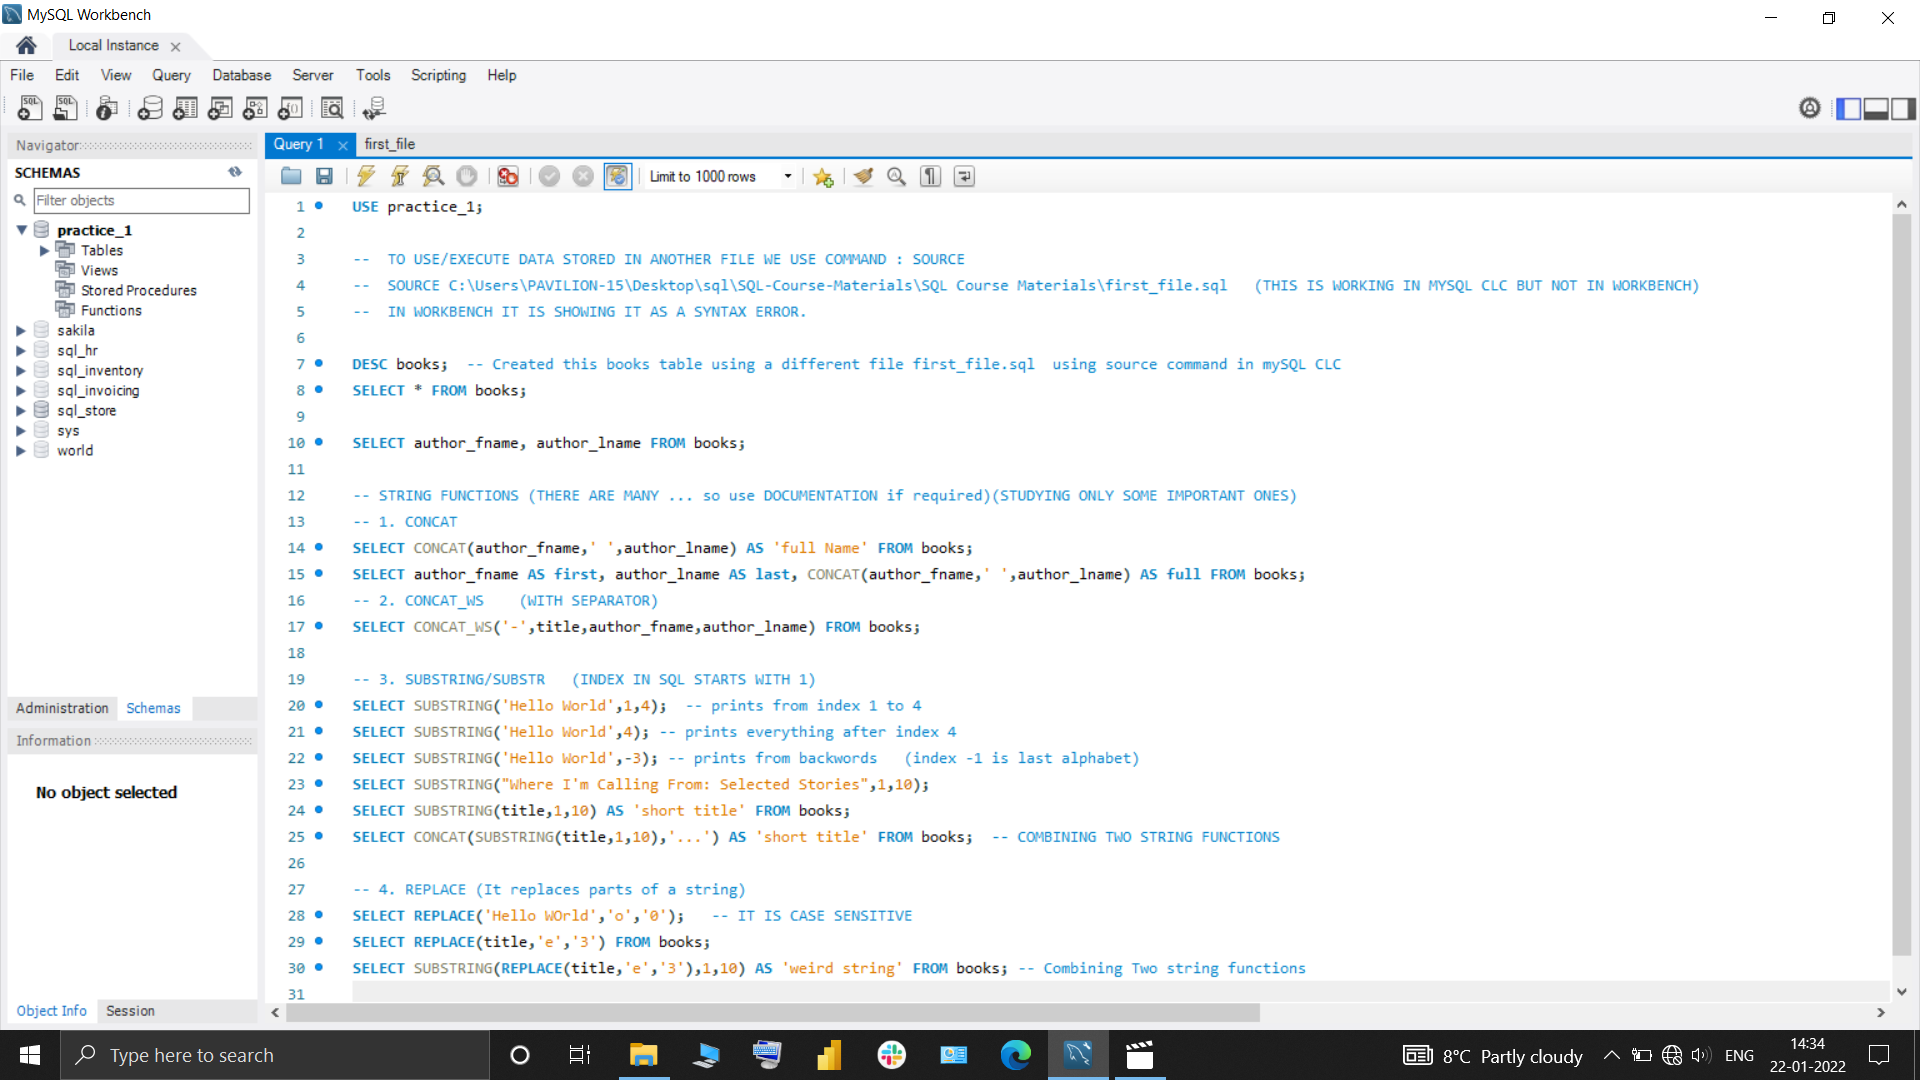 MySQL Workbench
Local Instance
File Edit View Query Database Server Tools Scripting Help
Navigator
Query 1
first_file
SCHEMAS
Limit to 1000 rows
Filter objects
practice_1
Tables
Views
Stored Procedures
Functions
sakila
sql_hr
sql_inventory
sql_invoicing
sql_store
sys
world
Administration Schemas
Information
No object selected
Object Info Session
1 USE practice_1;
2
3 -- TO USE/EXECUTE DATA STORED IN ANOTHER FILE WE USE COMMAND : SOURCE
4 -- SOURCE C:\Users\PAVILION-15\Desktop\sql\SQL-Course-Materials\SQL Course Materials\first_file.sql (THIS IS WORKING IN MYSQL CLC BUT NOT IN WORKBENCH)
5 -- IN WORKBENCH IT IS SHOWING IT AS A SYNTAX ERROR.
6
7 DESC books; -- Created this books table using a different file first_file.sql using source command in mySQL CLC
8 SELECT * FROM books;
9
10 SELECT author_fname, author_lname FROM books;
11
12 -- STRING FUNCTIONS (THERE ARE MANY ... so use DOCUMENTATION if required)(STUDYING ONLY SOME IMPORTANT ONES)
13 -- 1. CONCAT
14 SELECT CONCAT(author_fname,' ',author_lname) AS 'full Name' FROM books;
15 SELECT author_fname AS first, author_lname AS last, CONCAT(author_fname,' ',author_lname) AS full FROM books;
16 -- 2. CONCAT_WS (WITH SEPARATOR)
17 SELECT CONCAT_WS('-',title,author_fname,author_lname) FROM books;
18
19 -- 3. SUBSTRING/SUBSTR (INDEX IN SQL STARTS WITH 1)
20 SELECT SUBSTRING('Hello World',1,4); -- prints from index 1 to 4
21 SELECT SUBSTRING('Hello World',4); -- prints everything after index 4
22 SELECT SUBSTRING('Hello World',-3); -- prints from backwords (index -1 is last alphabet)
23 SELECT SUBSTRING("Where I'm Calling From: Selected Stories",1,10);
24 SELECT SUBSTRING(title,1,10) AS 'short title' FROM books;
25 SELECT CONCAT(SUBSTRING(title,1,10),'...') AS 'short title' FROM books; -- COMBINING TWO STRING FUNCTIONS
26
27 -- 4. REPLACE (It replaces parts of a string)
28 SELECT REPLACE('Hello WOrld','o','0'); -- IT IS CASE SENSITIVE
29 SELECT REPLACE(title,'e','3') FROM books;
30 SELECT SUBSTRING(REPLACE(title,'e','3'),1,10) AS 'weird string' FROM books; -- Combining Two string functions
31
Type here to search
8°C Partly cloudy
ENG
14:34
22-01-2022